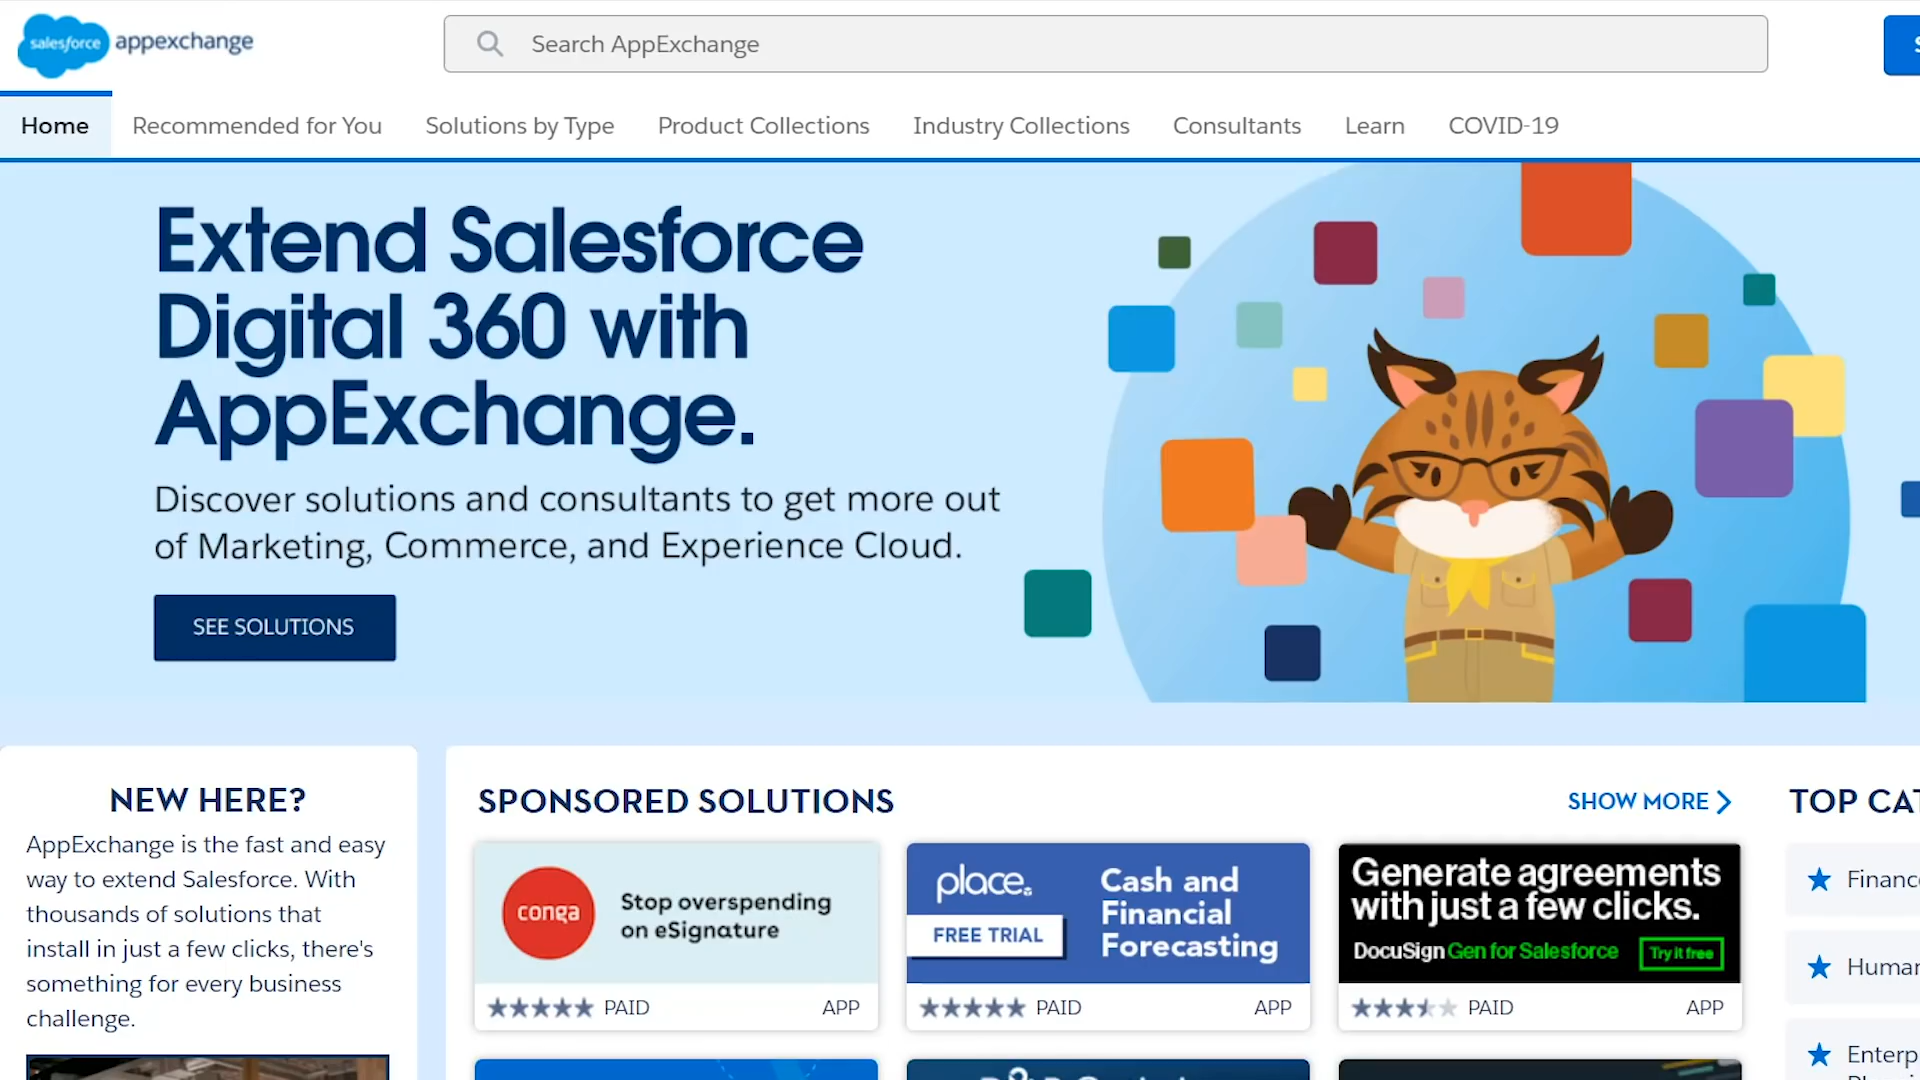 salesforce appexchange
Search AppExchange
Home Recommended for You Solutions by Type Product Collections Industry Collections Consultants Learn COVID-19
Extend Salesforce
Digital 360 with
AppExchange.
Discover solutions and consultants to get more out
of Marketing, Commerce, and Experience Cloud.
SEE SOLUTIONS
NEW HERE?
AppExchange is the fast and easy
way to extend Salesforce. With
thousands of solutions that
install in just a few clicks, there's
something for every business
challenge.
SPONSORED SOLUTIONS
SHOW MORE
conga
Stop overspending
on eSignature
PAID APP
place.
FREE TRIAL
Cash and
Financial
Forecasting
PAID APP
Generate agreements
with just a few clicks.
DocuSign Gen for Salesforce
Try it free
PAID APP
TOP